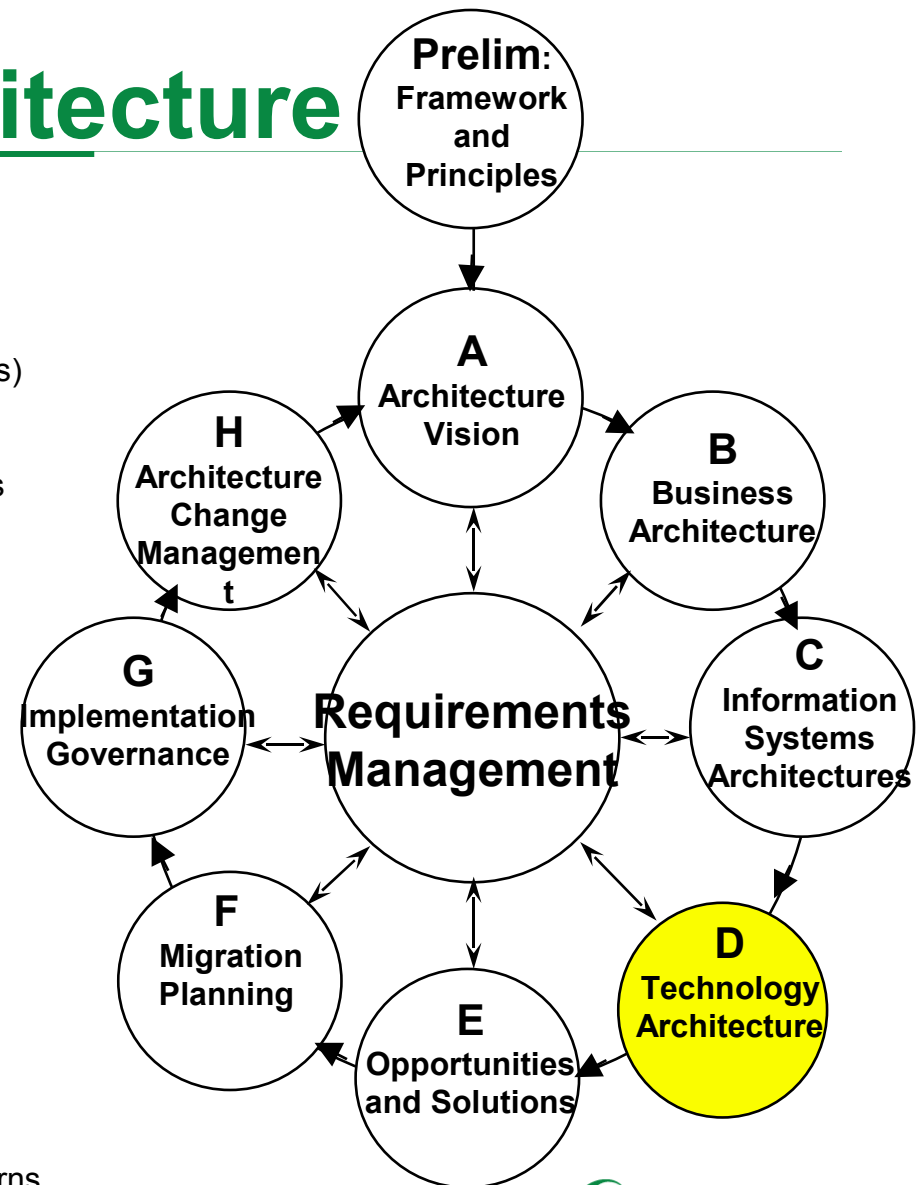 itecture
Prelim:
Framework
and
Principles
s)
s
A
Architecture
Vision
H
Architecture
Change
Managemen
t
B
Business
Architecture
C
Information
Systems
Architectures
G
Implementation
Governance
Requirements
Management
F
Migration
Planning
D
Technology
Architecture
E
Opportunities
and Solutions
rns